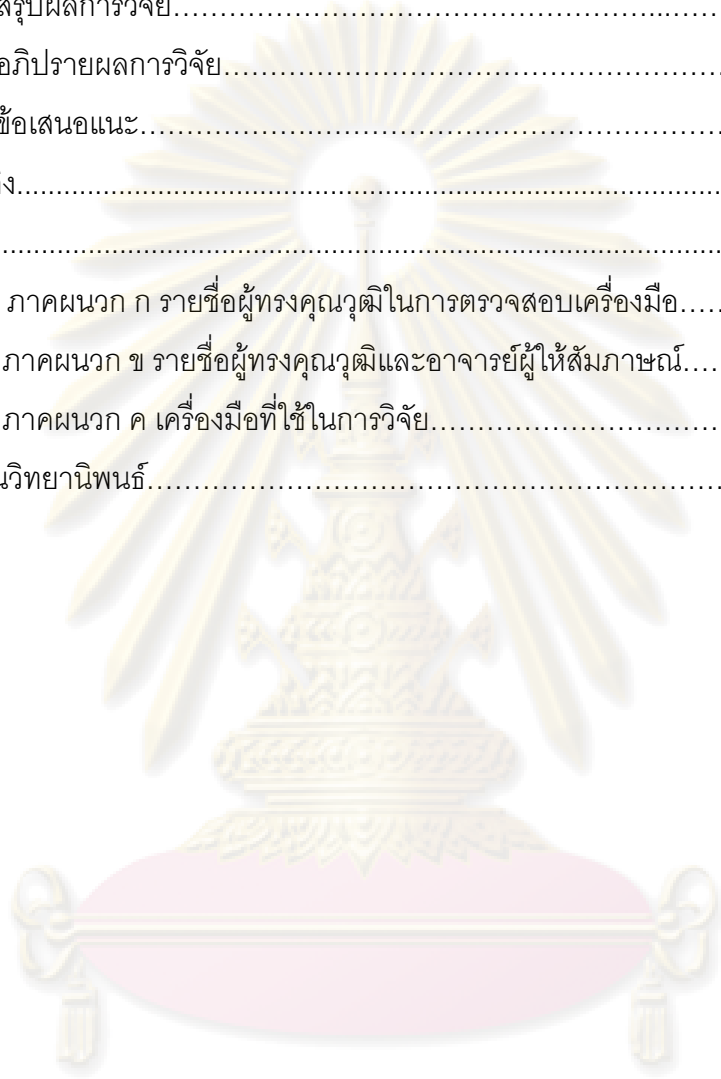 สรุปผลการวิจัย……………………………………………………..……
อภิปรายผลการวิจัย…………………………………………………
ข้อเสนอแนะ…………………………………………………………
................................................................................
................................................................................
ภาคผนวก ก รายชื่อผู้ทรงคุณวุฒิในการตรวจสอบเครื่องมือ……
ภาคผนวก ข รายชื่อผู้ทรงคุณวุฒิและอาจารย์ผู้ให้สัมภาษณ์……
ภาคผนวก ค เครื่องมือที่ใช้ในการวิจัย……………………………
นวิทยานิพนธ์…………………………………………………………